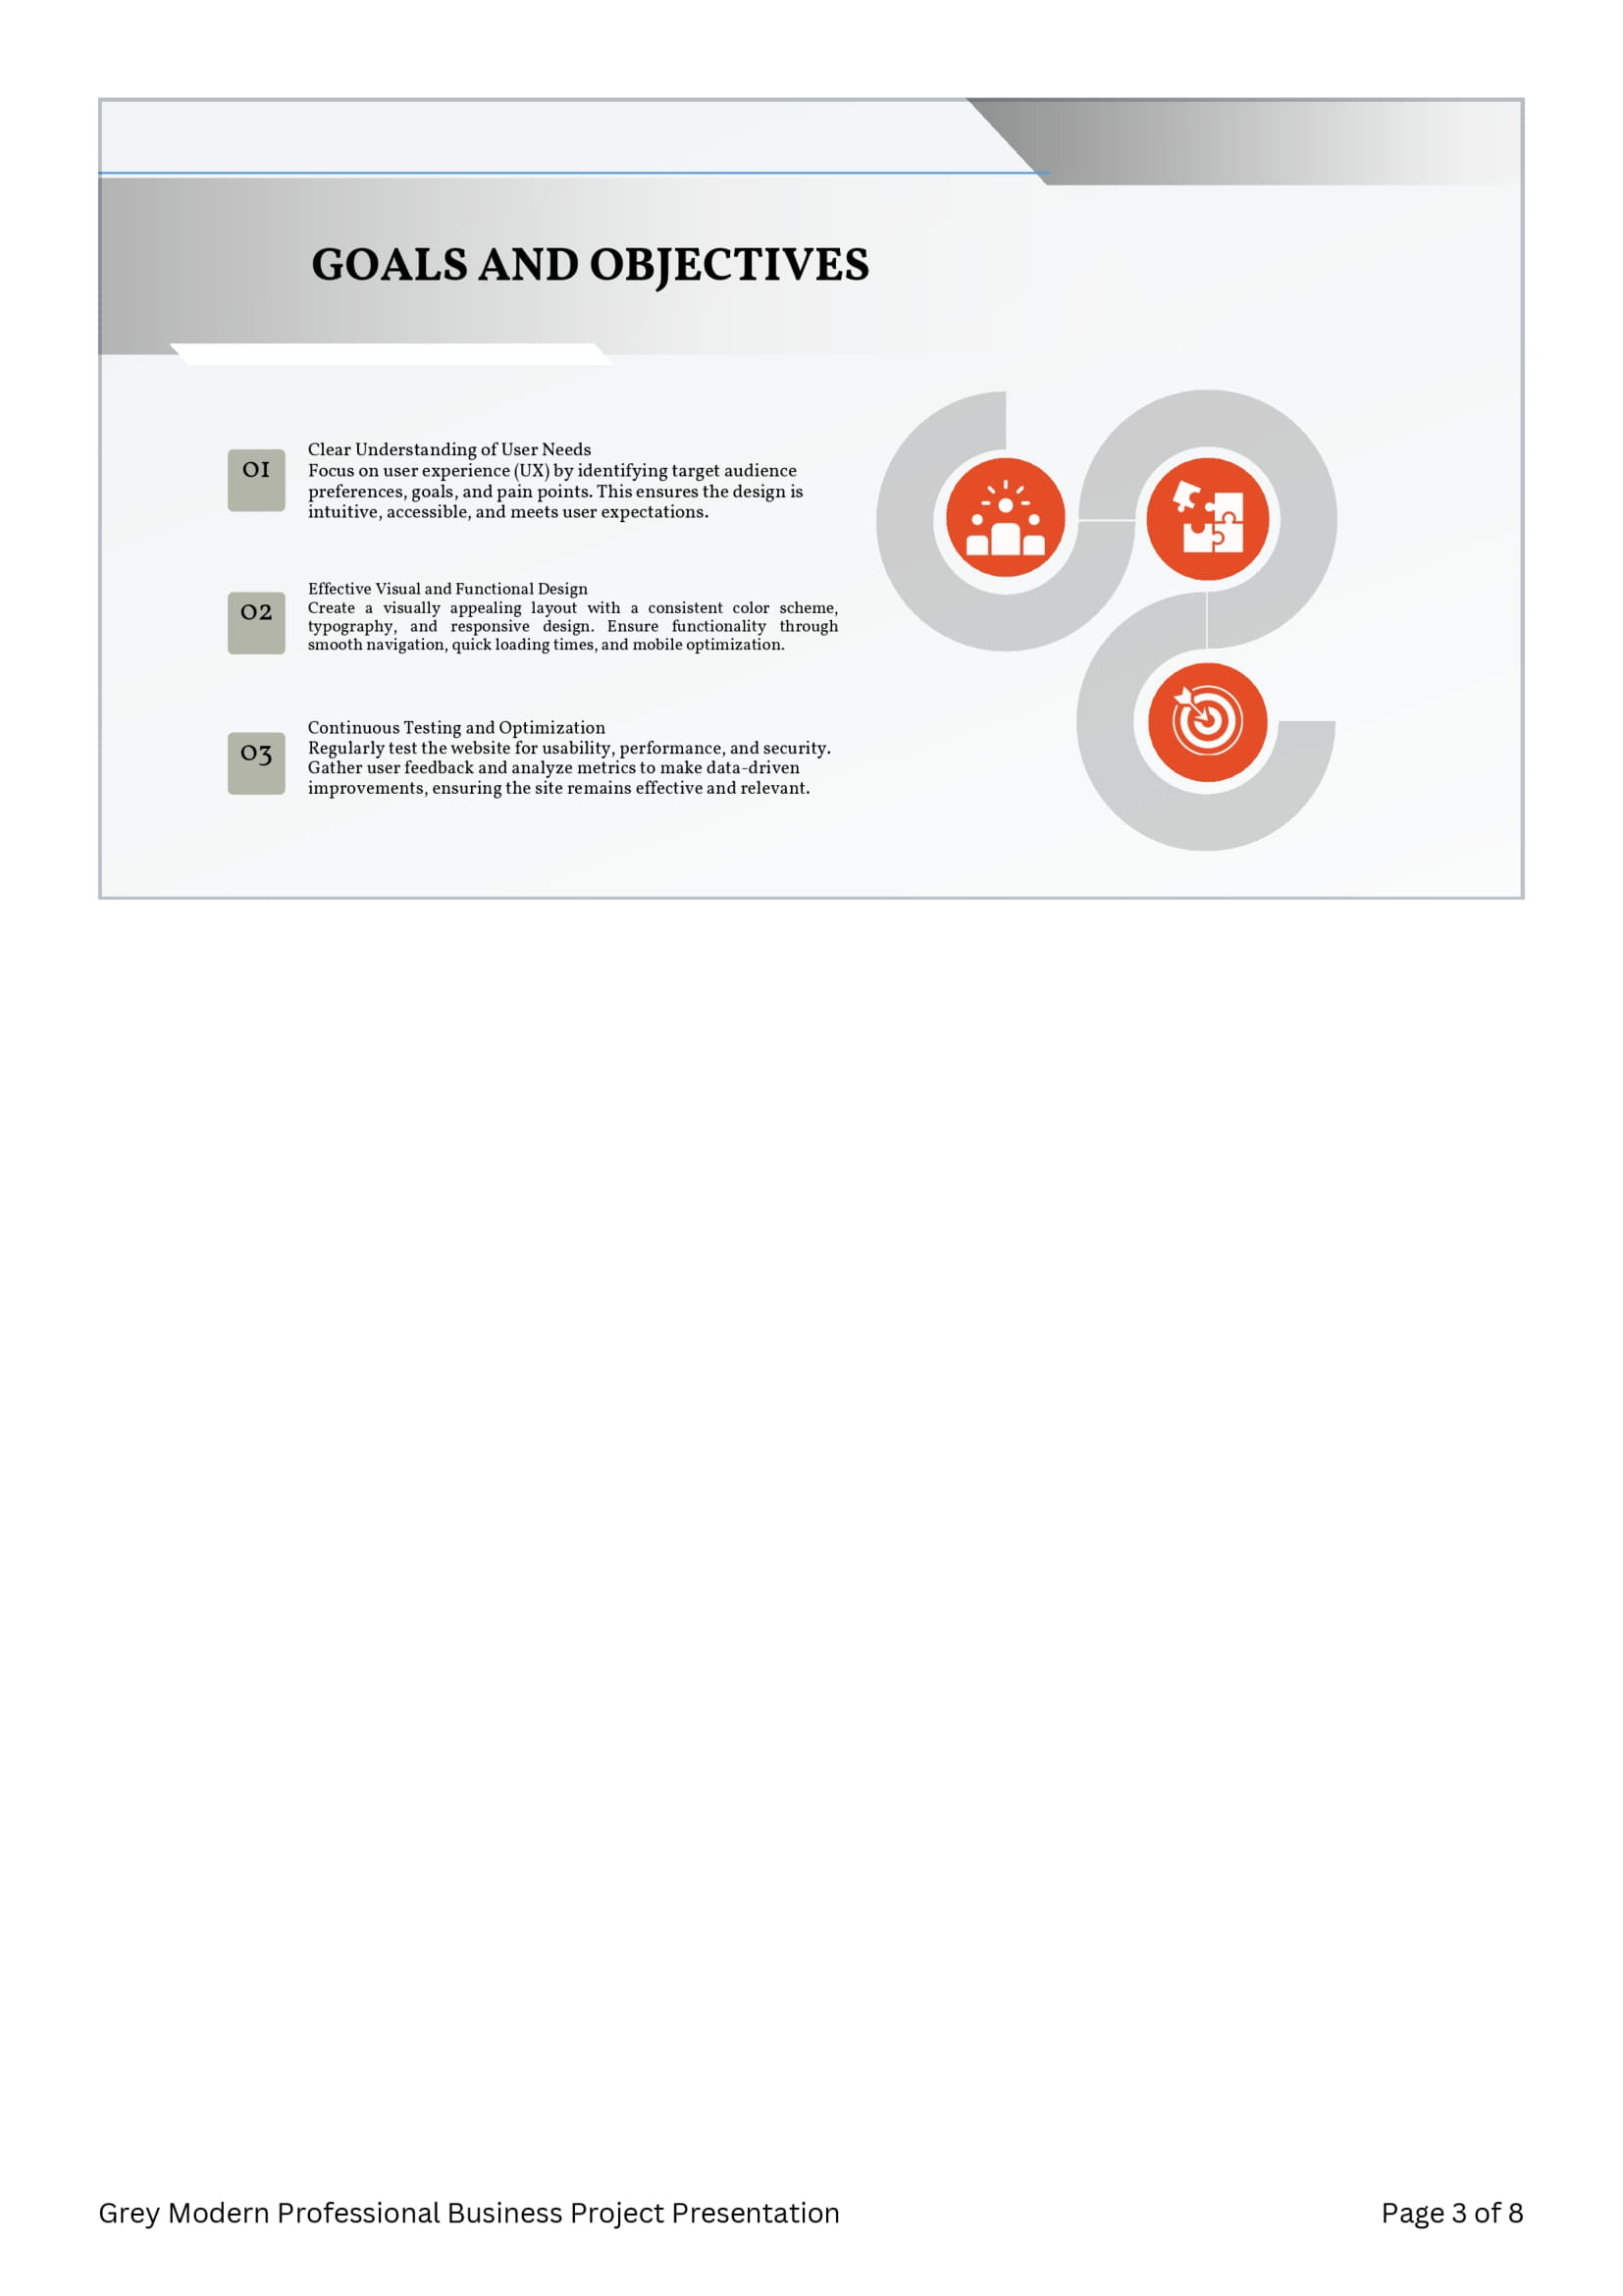 GOALS AND OBJECTIVES
01
Clear Understanding of User Needs
Focus on user experience (UX) by identifying target audience
preferences, goals, and pain points. This ensures the design is
intuitive, accessible, and meets user expectations.
02
Effective Visual and Functional Design
Create a visually appealing layout with a consistent color scheme,
typography, and responsive design. Ensure functionality through
smooth navigation, quick loading times, and mobile optimization.
03
Continuous Testing and Optimization
Regularly test the website for usability, performance, and security.
Gather user feedback and analyze metrics to make data-driven
improvements, ensuring the site remains effective and relevant.
Grey Modern Professional Business Project Presentation
Page 3 of 8